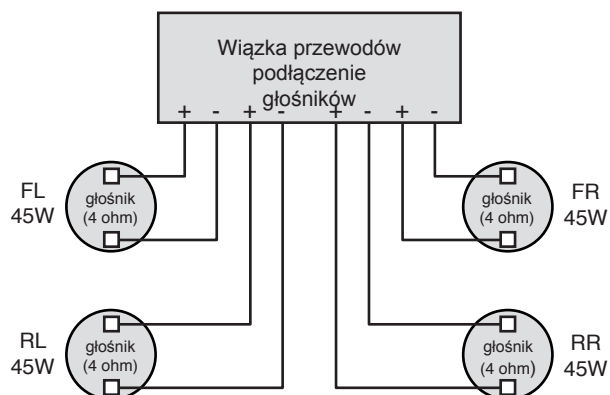 Wiązka przewodów
podłączenie
głośników
+ - + - + - + -
FL
45W
głośnik
(4 ohm)
FR
45W
głośnik
(4 ohm)
RL
45W
głośnik
(4 ohm)
RR
45W
głośnik
(4 ohm)